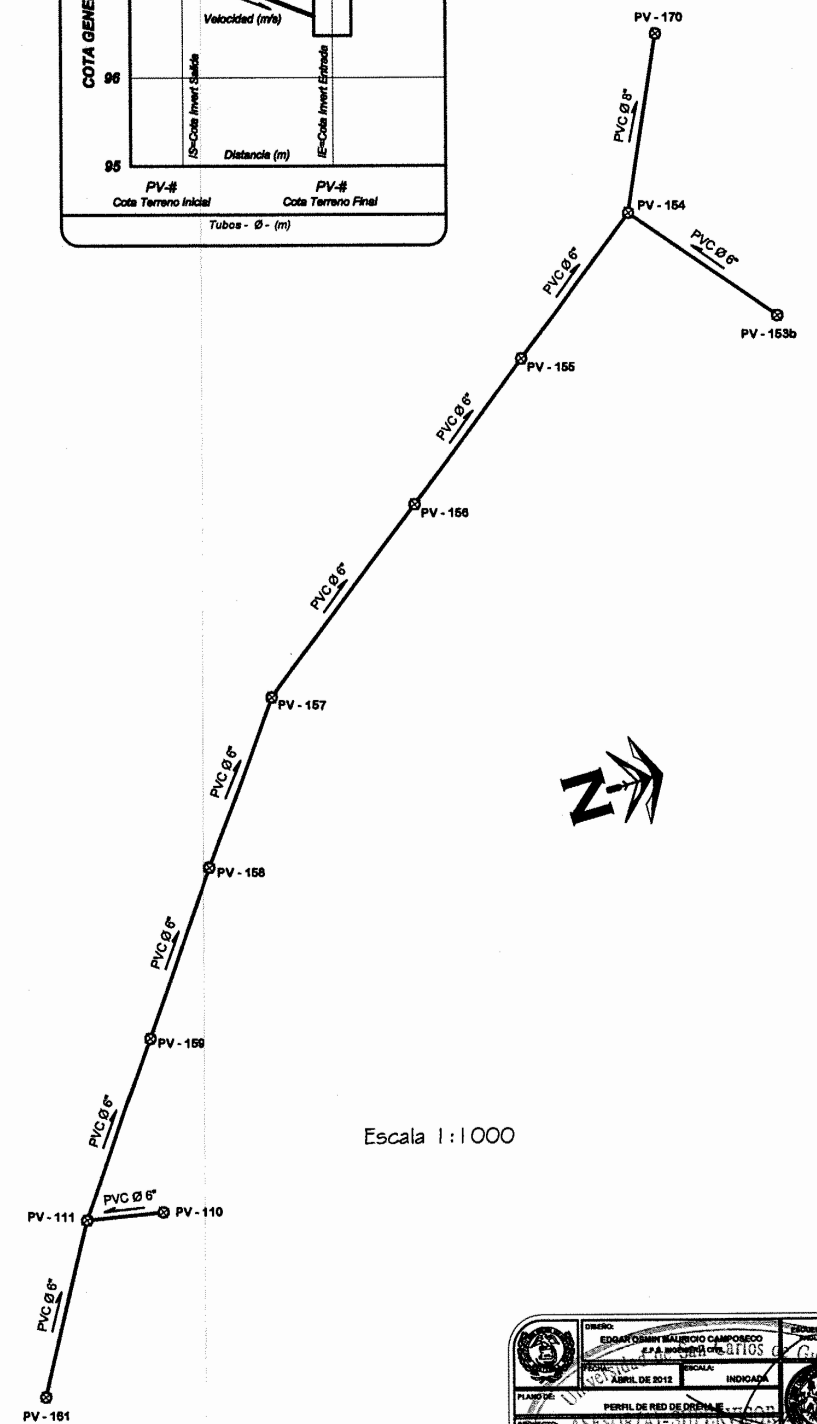 COTA GENE
Velocidad (m/s)
96
IS=Cota Invert Salida
IE=Cota Invert Entrada
Distancia (m)
95
PV-#
Cota Terreno Inicial
PV-#
Cota Terreno Final
Tubos - Ø - (m)
PV - 170
PVC Ø 8"
PV - 154
PVC Ø 6"
PVC Ø 6"
PV - 153b
PV - 155
PVC Ø 6"
PV - 156
PVC Ø 6"
PV - 157
PVC Ø 6"
N
PV - 158
PVC Ø 6"
PV - 159
PVC Ø 6"
Escala 1:1000
PVC Ø 6"
PV - 111
PV - 110
PVC Ø 6"
PV - 161
DISEÑO:
EDGAR OSMIN MAURICIO CAMPOSECO
E.P.S. INGENIERÍA CIVIL
FECHA:
ABRIL DE 2012
ESCALA:
INDICADA
PLANO DE:
PERFIL DE RED DE DRENAJE